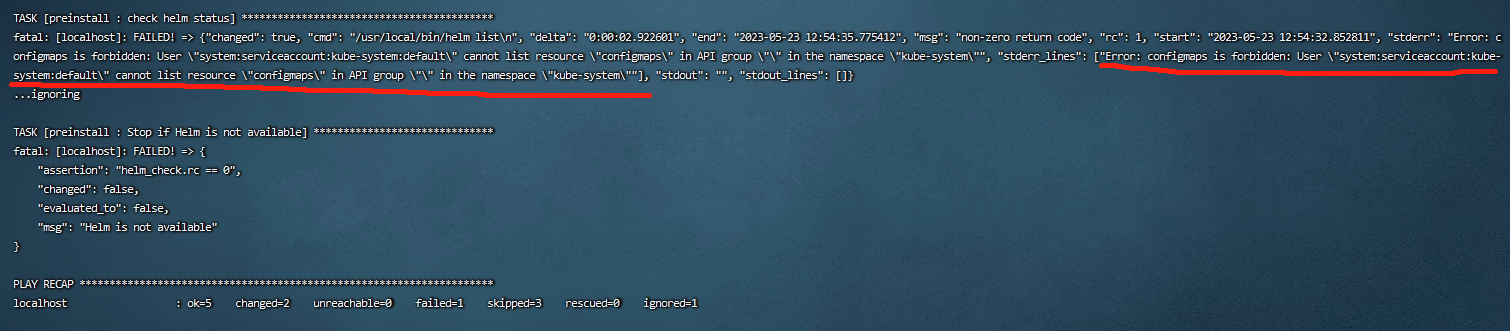 TASK [preinstall : check helm status] ******************************************
fatal: [localhost]: FAILED! => {"changed": true, "cmd": "/usr/local/bin/helm list\n", "delta": "0:00:02.922601", "end": "2023-05-23 12:54:35.775412", "msg": "non-zero return code", "rc": 1, "start": "2023-05-23 12:54:32.852811", "stderr": "Error: c
onfigmaps is forbidden: User \"system:serviceaccount:kube-system:default\" cannot list resource \"configmaps\" in API group \"\" in the namespace \"kube-system\"", "stderr_lines": ["Error: configmaps is forbidden: User \"system:serviceaccount:kube-
system:default\" cannot list resource \"configmaps\" in API group \"\" in the namespace \"kube-system\""], "stdout": "", "stdout_lines": []}
...ignoring
TASK [preinstall : Stop if Helm is not available] ******************************
fatal: [localhost]: FAILED! => {
    "assertion": "helm_check.rc == 0",
    "changed": false,
    "evaluated_to": false,
    "msg": "Helm is not available"
}
PLAY RECAP *********************************************************************
localhost                  : ok=5    changed=2    unreachable=0    failed=1    skipped=3    rescued=0    ignored=1